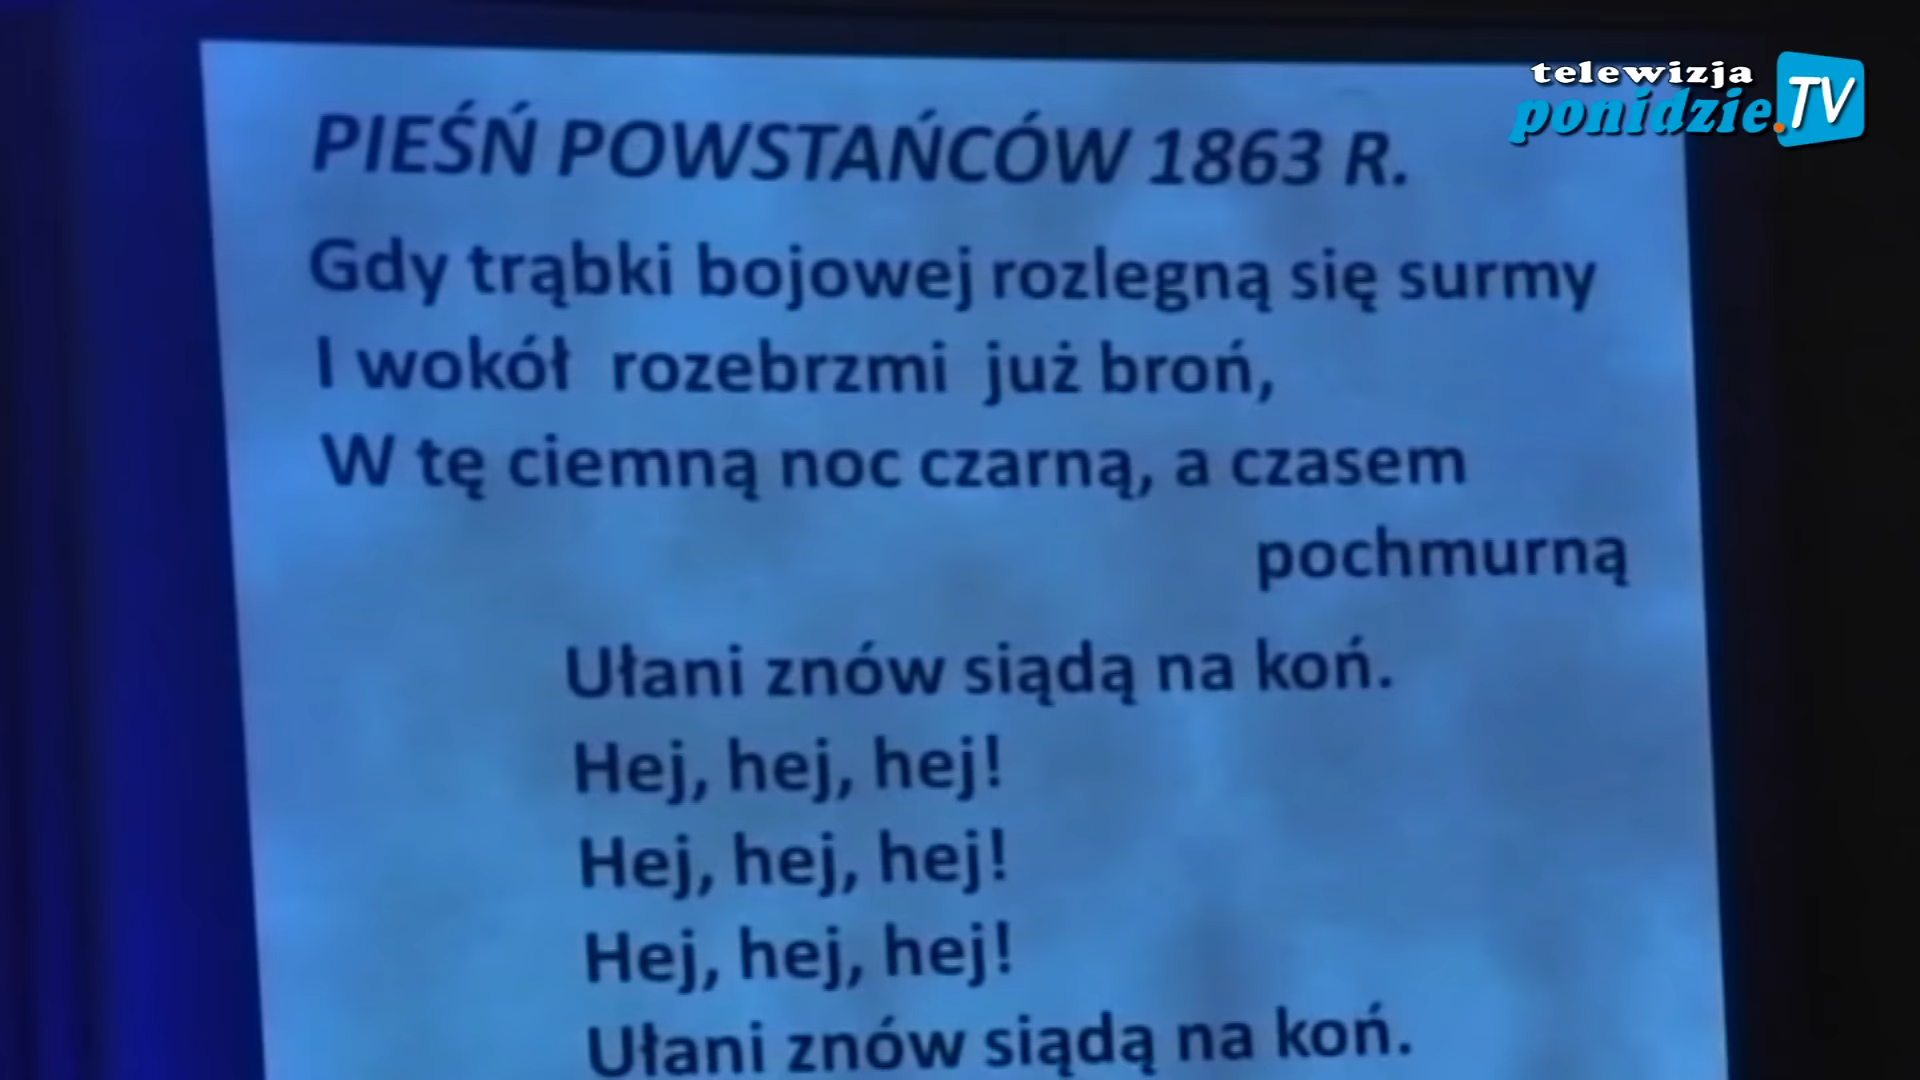 telewizja
ponidzie.TV
PIEŚŃ POWSTAŃCÓW 1863 R.
Gdy trąbki bojowej rozlegną się surmy
I wokół rozebrzmi już broń,
W tę ciemną noc czarną, a czasem
pochmurną
Ułani znów siądą na koń.
Hej, hej, hej!
Hej, hej, hej!
Hej, hej, hej!
Ułani znów siądą na koń.